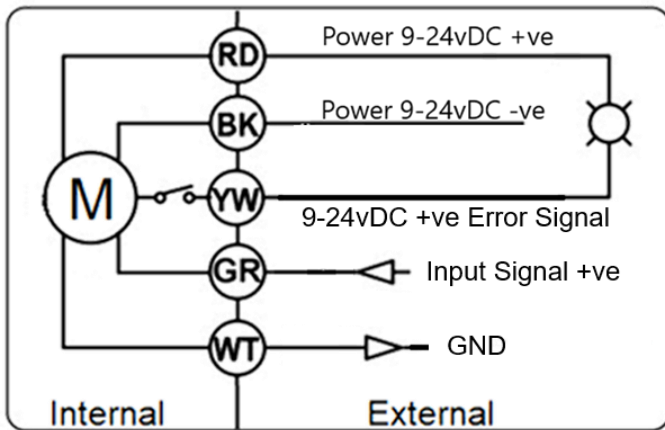 RD Power 9-24vDC +ve
BK Power 9-24vDC -ve
M YW
9-24vDC +ve Error Signal
GR Input Signal +ve
WT GND
Internal External